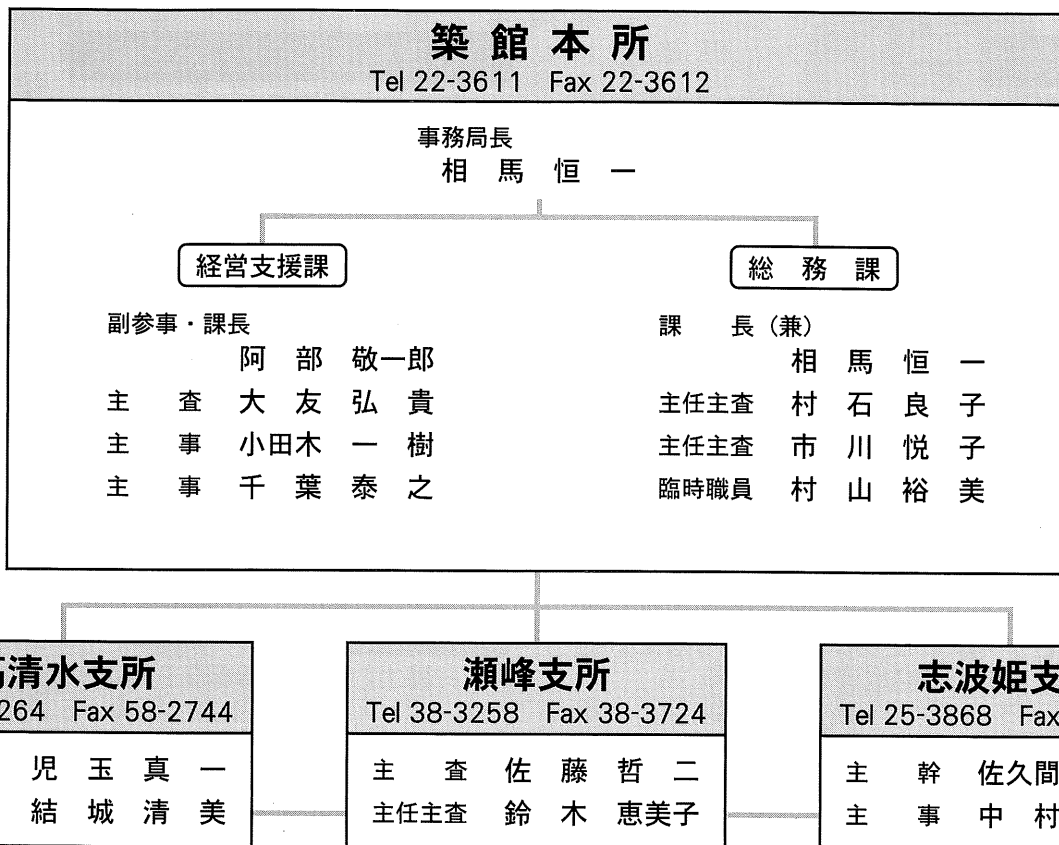 築館本所
Tel 22-3611 Fax 22-3612
事務局長
相馬恒一
経営支援課
副参事・課長
阿部敬一郎
主査 大友弘貴
主事 小田木一樹
主事 千葉泰之
総務課
課長（兼）
相馬恒一
主任主査 村石良子
主任主査 市川悦子
臨時職員 村山裕美
清水支所
264 Fax 58-2744
児玉真一
結城清美
瀬峰支所
Tel 38-3258 Fax 38-3724
主査 佐藤哲二
主任主査 鈴木恵美子
志波姫支
Tel 25-3868 Fax
主幹 佐久間
主事 中村